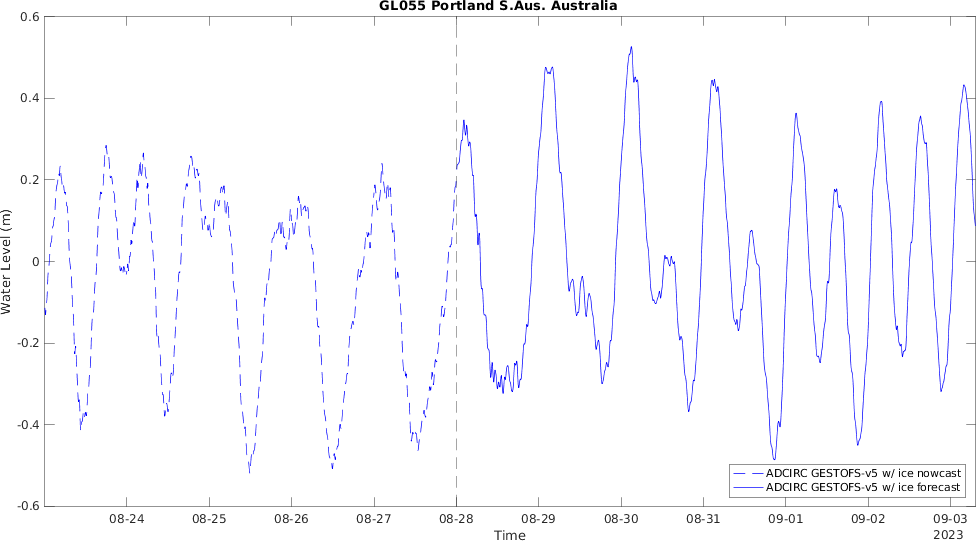 GL055 Portland S.Aus. Australia
Water Level (m)
0.6
0.4
0.2
0
-0.2
-0.4
-0.6
ADCIRC GESTOFS-v5 w/ ice nowcast
ADCIRC GESTOFS-v5 w/ ice forecast
08-24 08-25 08-26 08-27 08-28 08-29 08-30 08-31 09-01 09-02 09-03
Time
2023